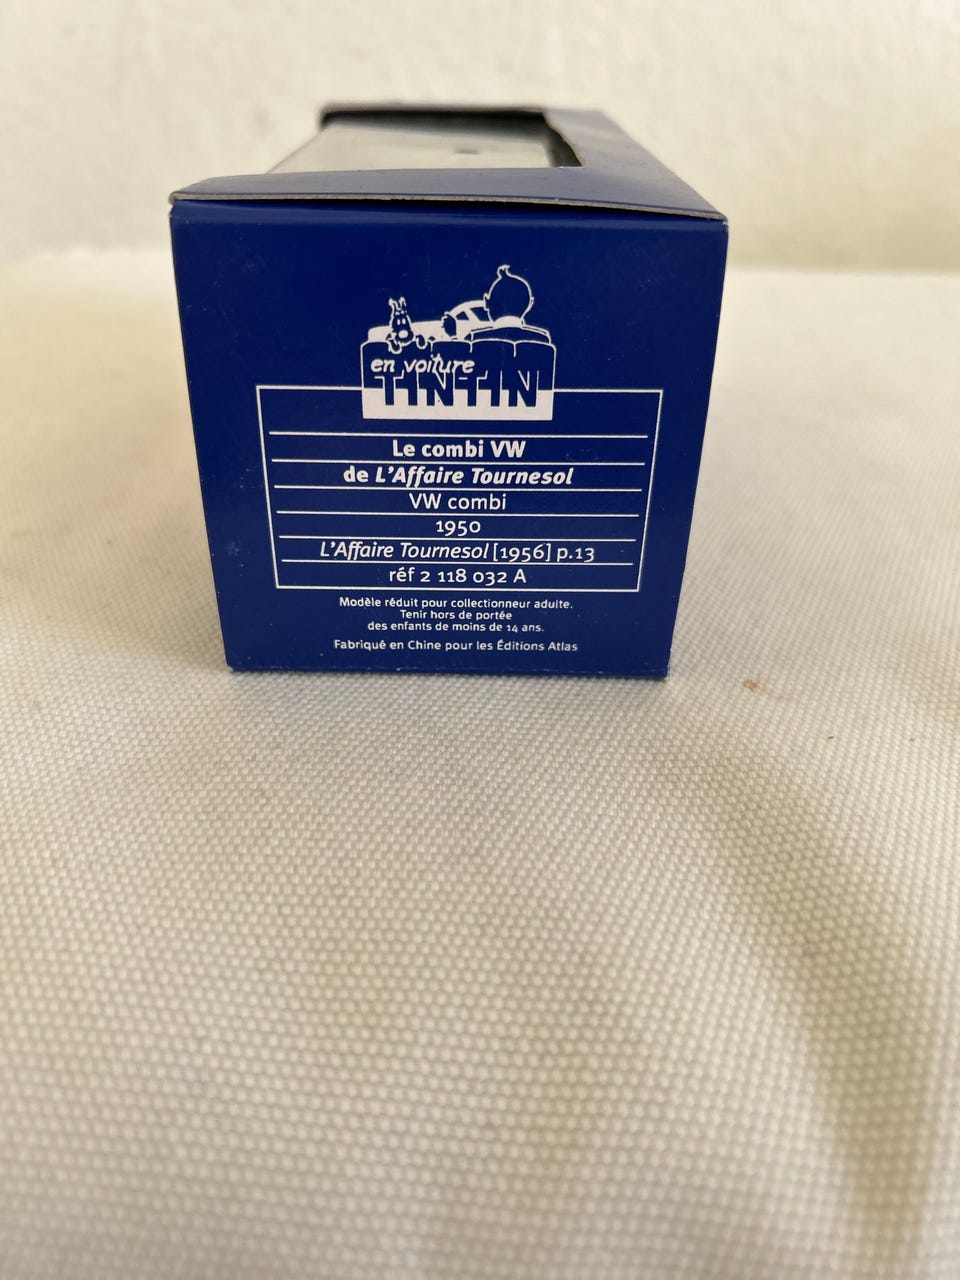 en voiture
TINTIN
Le combi VW
de L'Affaire Tournesol
VW combi
1950
L'Affaire Tournesol [1956] p.13
réf 2 118 032 A
Modèle réduit pour collectionneur adulte.
Tenir hors de portée
des enfants de moins de 14 ans.
Fabriqué en Chine pour les Éditions Atlas